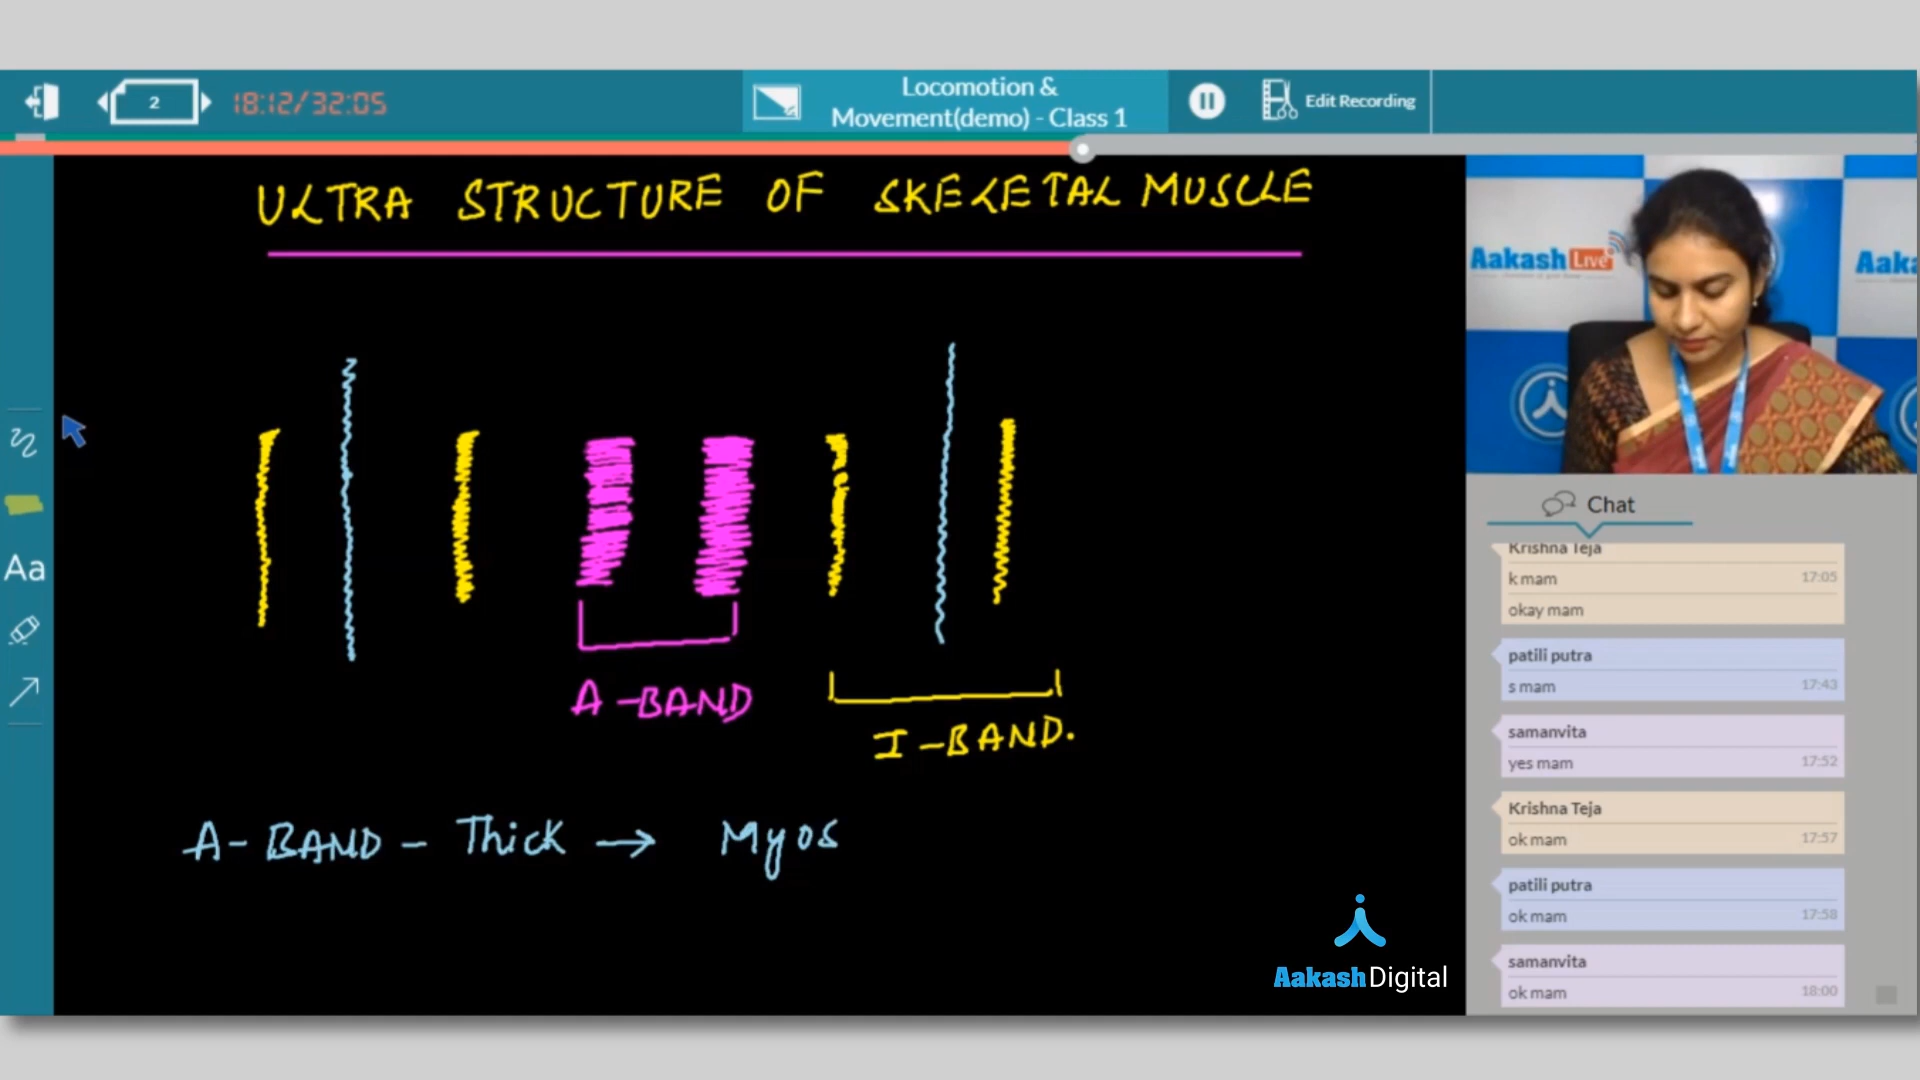 2
18:12/32:05
Locomotion &
Movement(demo) - Class 1
Edit Recording
ULTRA STRUCTURE OF SKELETAL MUSCLE
Aakash Live
Aaka
Aa
A-BAND
I-BAND.
A-BAND - Thick → Myos
Aakash Digital
Chat
Krishna Teja
k mam 17:05
okay mam
patili putra
s mam 17:43
samanvita
yes mam 17:52
Krishna Teja
ok mam 17:57
patili putra
ok mam 17:58
samanvita
ok mam 18:00